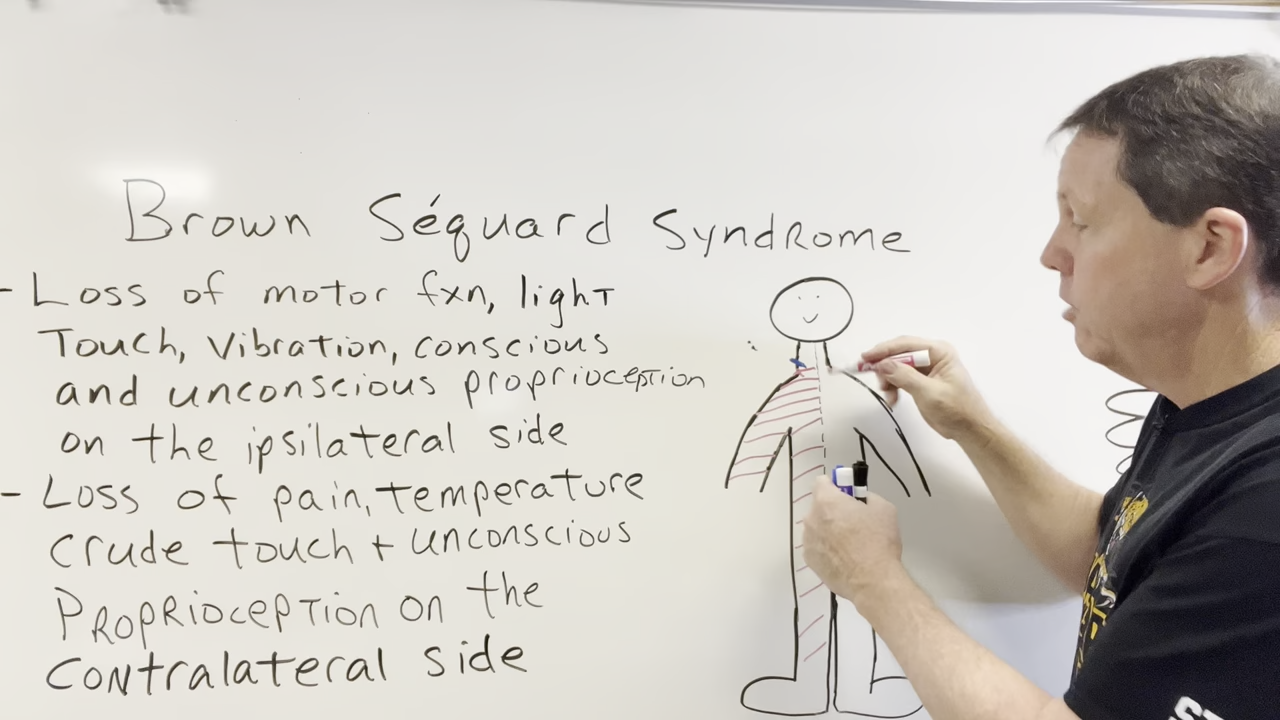 Brown Séquard Syndrome
- Loss of motor fxn, light
Touch, vibration, conscious
and unconscious proprioception
on the ipsilateral side
- Loss of pain, temperature
crude touch + unconscious
Proprioception on the
contralateral side